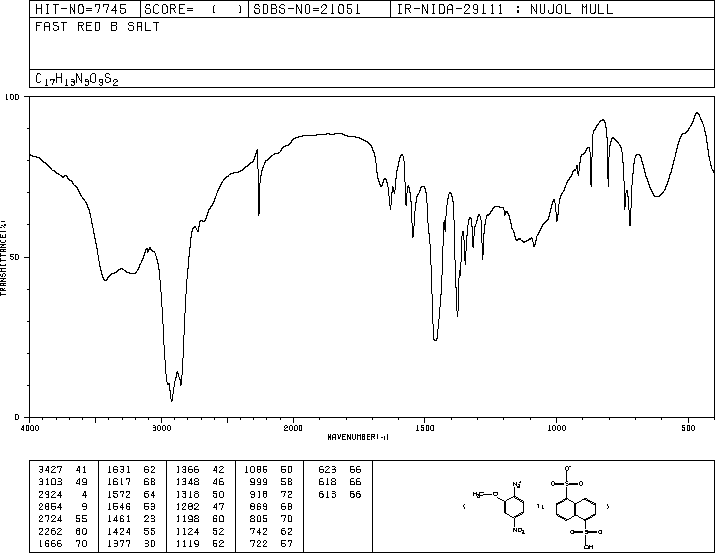 HIT-NO=7745 SCORE= ( ) SDBS-NO=21051 IR-NIDA-29111 : NUJOL MULL
FAST RED B SALT
C17H13N3O9S2
100
50
0
TRANSMITTANCE(%)
4000 3000 2000 1500 1000 500
WAVENUMBER(-1)
3427 41 1631 62 1366 42 1086 50 623 66
3103 49 1617 68 1348 46 999 58 618 66
2924 4 1572 64 1318 50 918 72 613 66
2854 9 1546 53 1282 47 869 68
2724 55 1461 23 1198 60 805 70
2262 60 1424 55 1124 52 742 62
1666 70 1377 30 1119 52 722 57